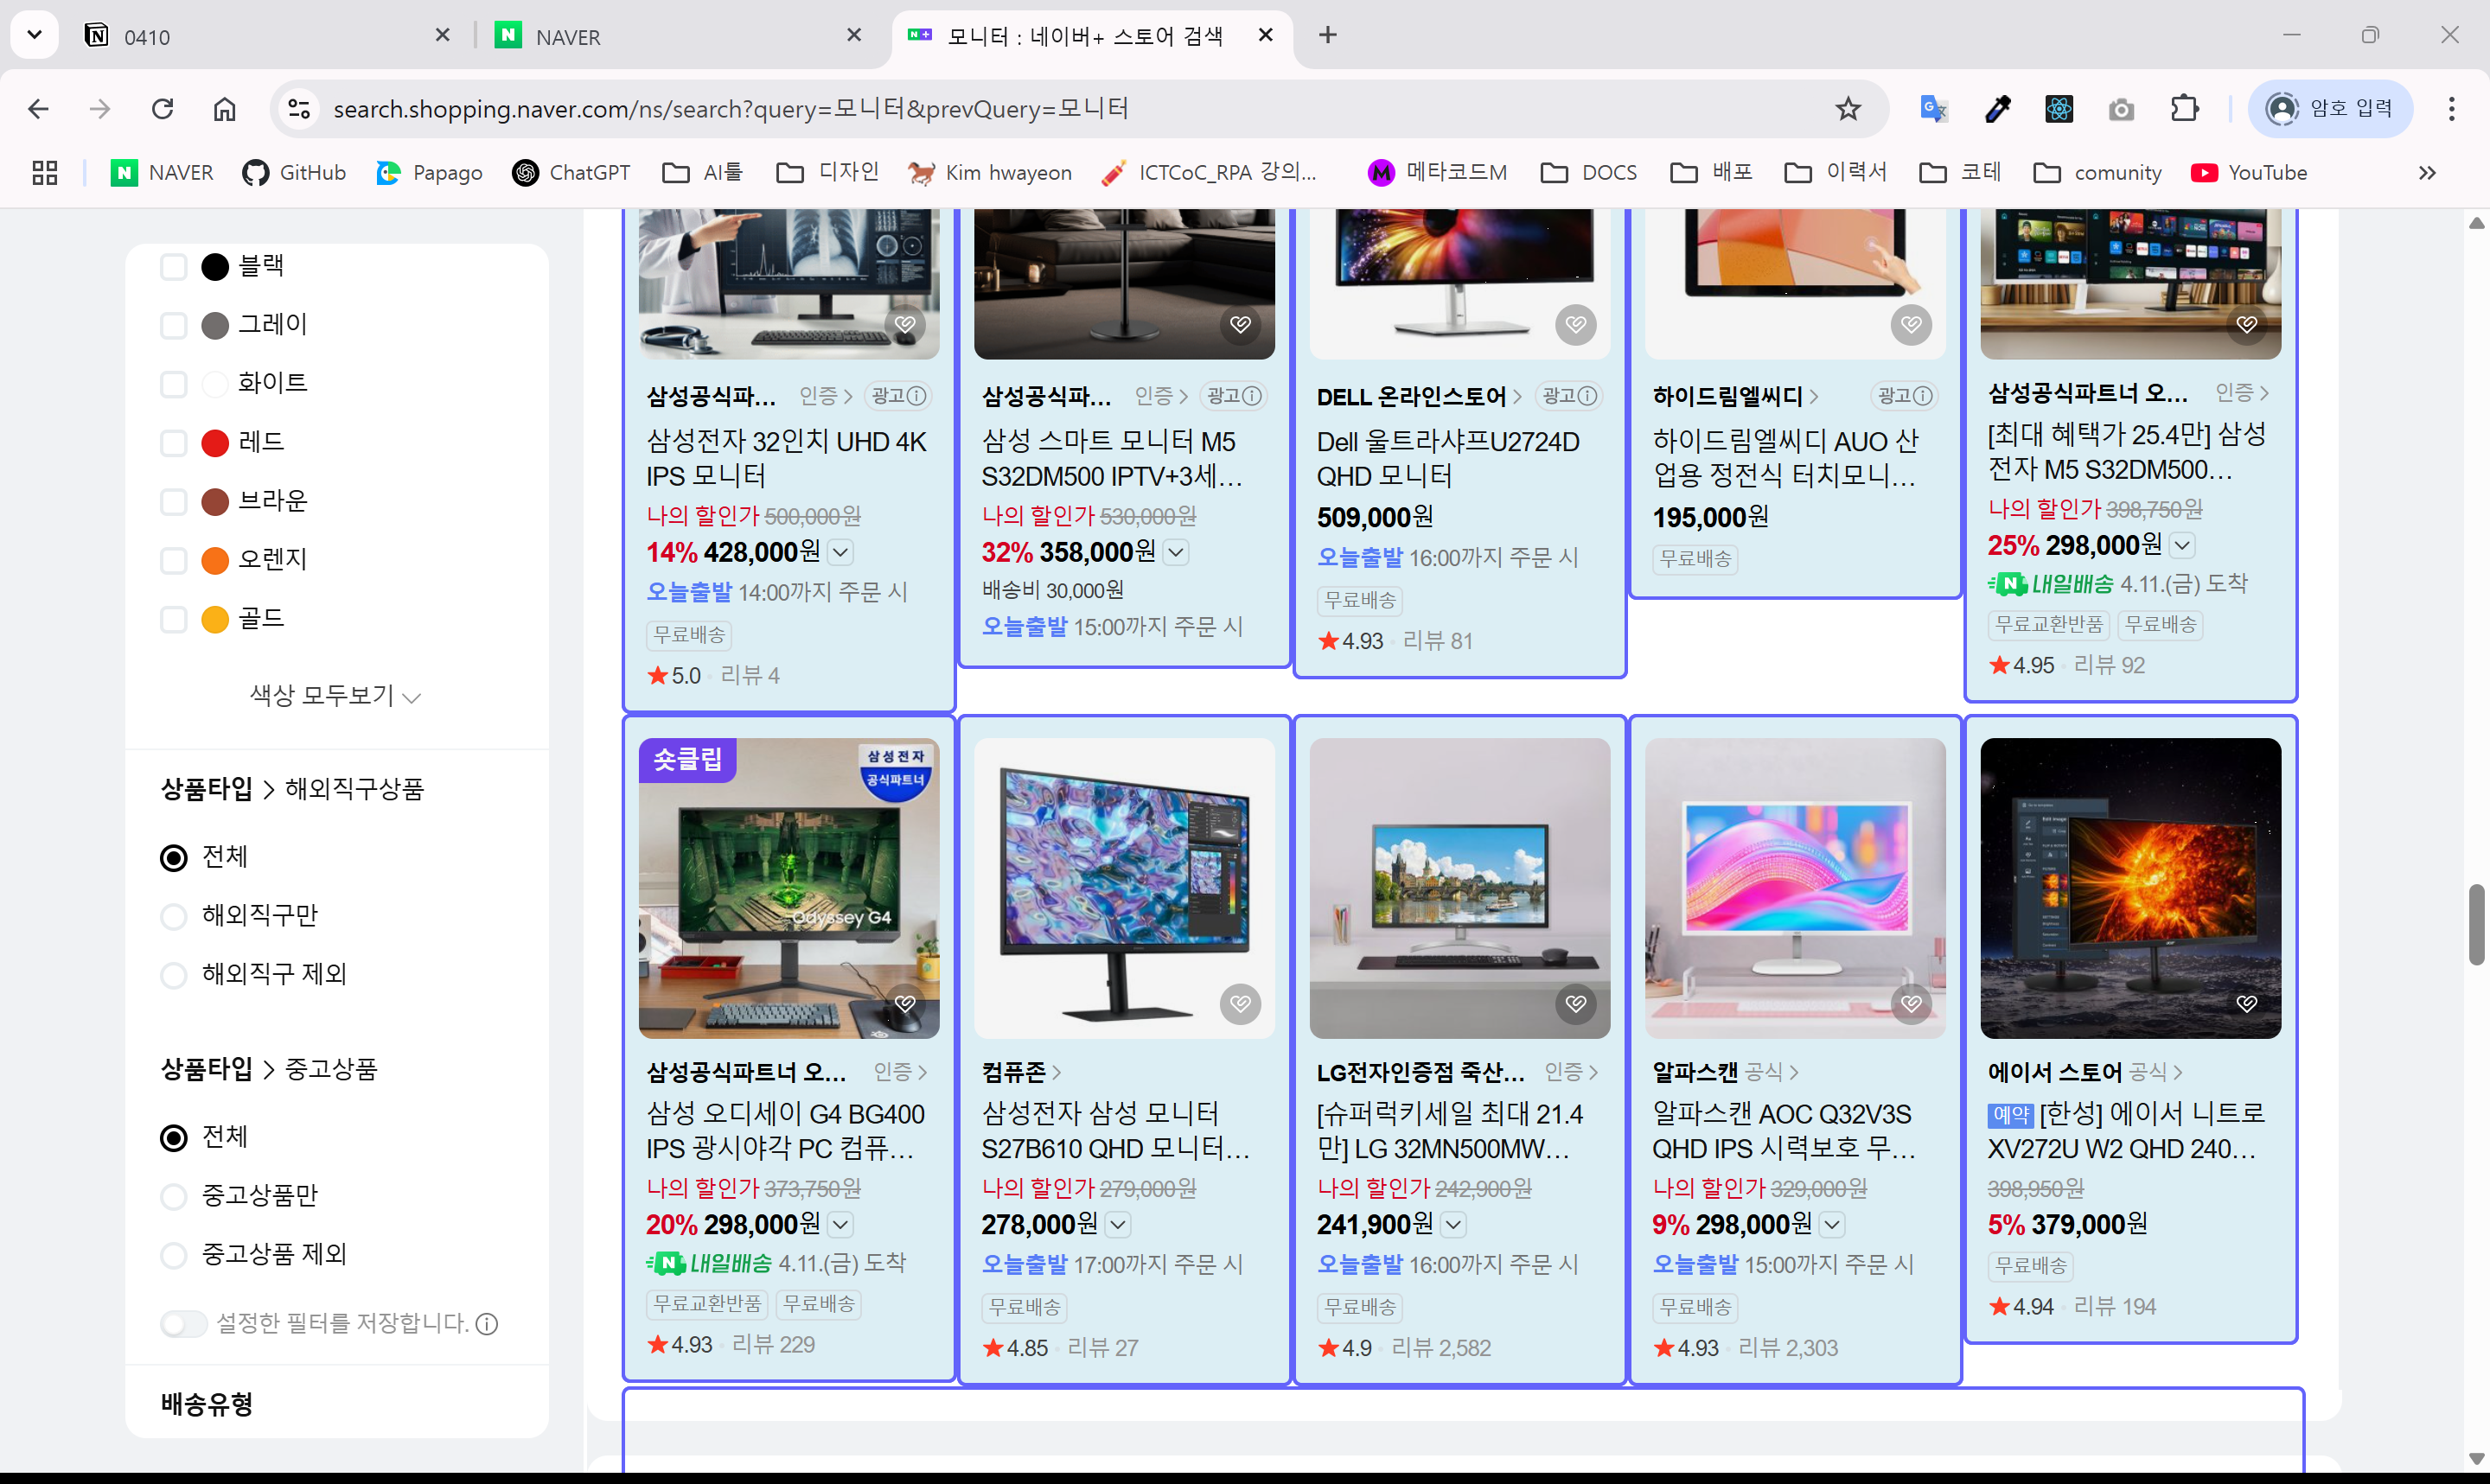 0410
NAVER
모니터 : 네이버+ 스토어 검색
search.shopping.naver.com/ns/search?query=모니터&prevQuery=모니터
암호 입력
NAVER
GitHub
Papago
ChatGPT
AI툴
디자인
Kim hwayeon
ICTCoC_RPA 강의...
메타코드M
DOCS
배포
이력서
코테
comunity
YouTube
블랙
그레이
화이트
레드
브라운
오렌지
골드
색상 모두보기
상품타입 > 해외직구상품
전체
해외직구만
해외직구 제외
상품타입 > 중고상품
전체
중고상품만
중고상품 제외
설정한 필터를 저장합니다.
배송유형
삼성공식파... 인증 광고
삼성전자 32인치 UHD 4K
IPS 모니터
나의 할인가 500,000원
14% 428,000원
오늘출발 14:00까지 주문 시
무료배송
5.0 · 리뷰 4
삼성공식파... 인증 광고
삼성 스마트 모니터 M5
S32DM500 IPTV+3세...
나의 할인가 530,000원
32% 358,000원
배송비 30,000원
오늘출발 15:00까지 주문 시
DELL 온라인스토어 광고
Dell 울트라샤프U2724D
QHD 모니터
509,000원
오늘출발 16:00까지 주문 시
무료배송
4.93 · 리뷰 81
하이드림엘씨디 광고
하이드림엘씨디 AUO 산
업용 정전식 터치모니...
195,000원
무료배송
삼성공식파트너 오... 인증
[최대 혜택가 25.4만] 삼성
전자 M5 S32DM500...
나의 할인가 398,750원
25% 298,000원
N 내일배송 4.11.(금) 도착
무료교환반품 무료배송
4.95 · 리뷰 92
숏클립
삼성전자
공식파트너
Odyssey G4
삼성공식파트너 오... 인증
삼성 오디세이 G4 BG400
IPS 광시야각 PC 컴퓨...
나의 할인가 373,750원
20% 298,000원
N 내일배송 4.11.(금) 도착
무료교환반품 무료배송
4.93 · 리뷰 229
컴퓨존
삼성전자 삼성 모니터
S27B610 QHD 모니터...
나의 할인가 279,000원
278,000원
오늘출발 17:00까지 주문 시
무료배송
4.85 · 리뷰 27
LG전자인증점 죽산... 인증
[슈퍼럭키세일 최대 21.4
만] LG 32MN500MW...
나의 할인가 242,900원
241,900원
오늘출발 16:00까지 주문 시
무료배송
4.9 · 리뷰 2,582
알파스캔 공식
알파스캔 AOC Q32V3S
QHD IPS 시력보호 무...
나의 할인가 329,000원
9% 298,000원
오늘출발 15:00까지 주문 시
무료배송
4.93 · 리뷰 2,303
에이서 스토어 공식
예약 [한성] 에이서 니트로
XV272U W2 QHD 240...
398,950원
5% 379,000원
무료배송
4.94 · 리뷰 194